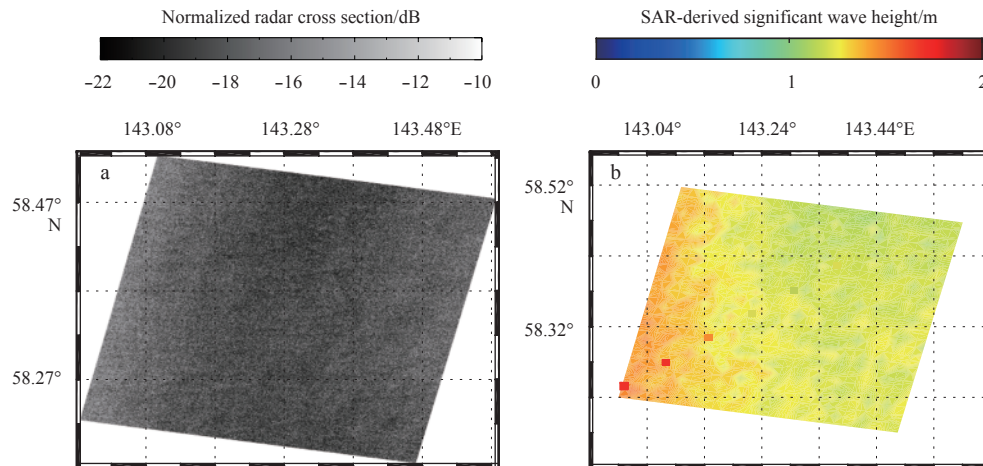 Normalized radar cross section/dB
−22 −20 −18 −16 −14 −12 −10
143.08° 143.28° 143.48°E
a
58.47°
N
58.27°
SAR-derived significant wave height/m
0 1 2
143.04° 143.24° 143.44°E
b
58.52°
N
58.32°